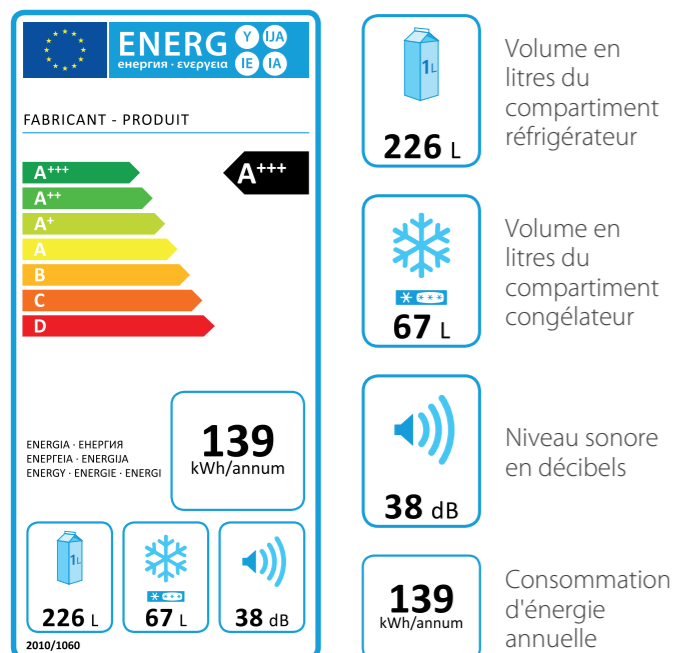 ENERG Y IJA
енергия · ενεργεια IE IA
FABRICANT - PRODUIT
A+++
A+++
A++
A+
A
B
C
D
ENERGIA · ЕНЕРГИЯ
ΕΝΕΡΓΕΙΑ · ENERGIJA
ENERGY · ENERGIE · ENERGI
139
kWh/annum
1L
226 L
67 L
38 dB
2010/1060
1L
226 L
Volume en
litres du
compartiment
réfrigérateur
67 L
Volume en
litres du
compartiment
congélateur
38 dB
Niveau sonore
en décibels
139
kWh/annum
Consommation
d'énergie
annuelle